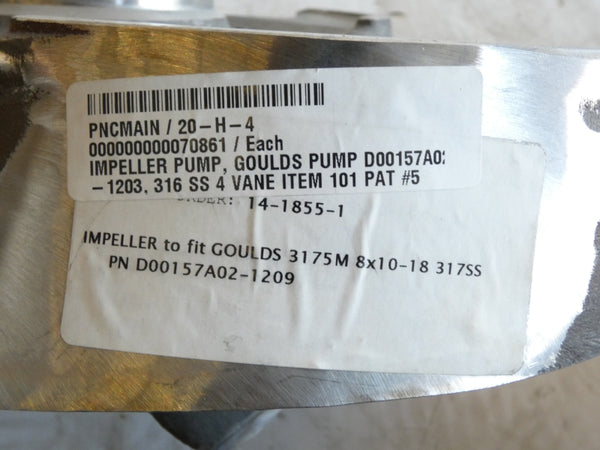 PNCMAIN / 20-H-4
000000000070861 / Each
IMPELLER PUMP, GOULDS PUMP D00157A02
-1203, 316 SS 4 VANE ITEM 101 PAT #5
ORDER: 14-1855-1
IMPELLER to fit GOULDS 3175M 8x10-18 317SS
PN D00157A02-1209